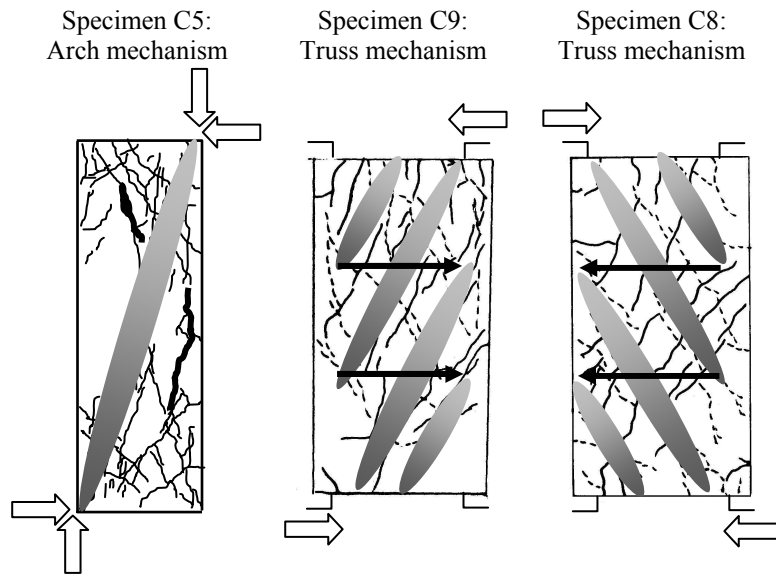 Specimen C5:
Arch mechanism
Specimen C9:
Truss mechanism
Specimen C8:
Truss mechanism